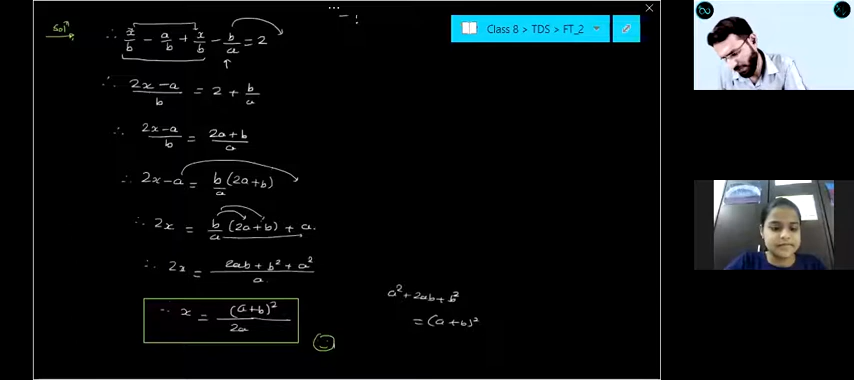 Solⁿ
∴ x/b − a/b + x/b − b/a = 2
∴ (2x−a)/b = 2 + b/a
∴ (2x−a)/b = (2a+b)/a
∴ 2x−a = b/a (2a+b)
∴ 2x = b/a (2a+b) + a.
∴ 2x = (2ab + b² + a²)/a
∴ x = (a+b)²/2a
a² + 2ab + b²
= (a+b)²
Class 8 > TDS > FT_2